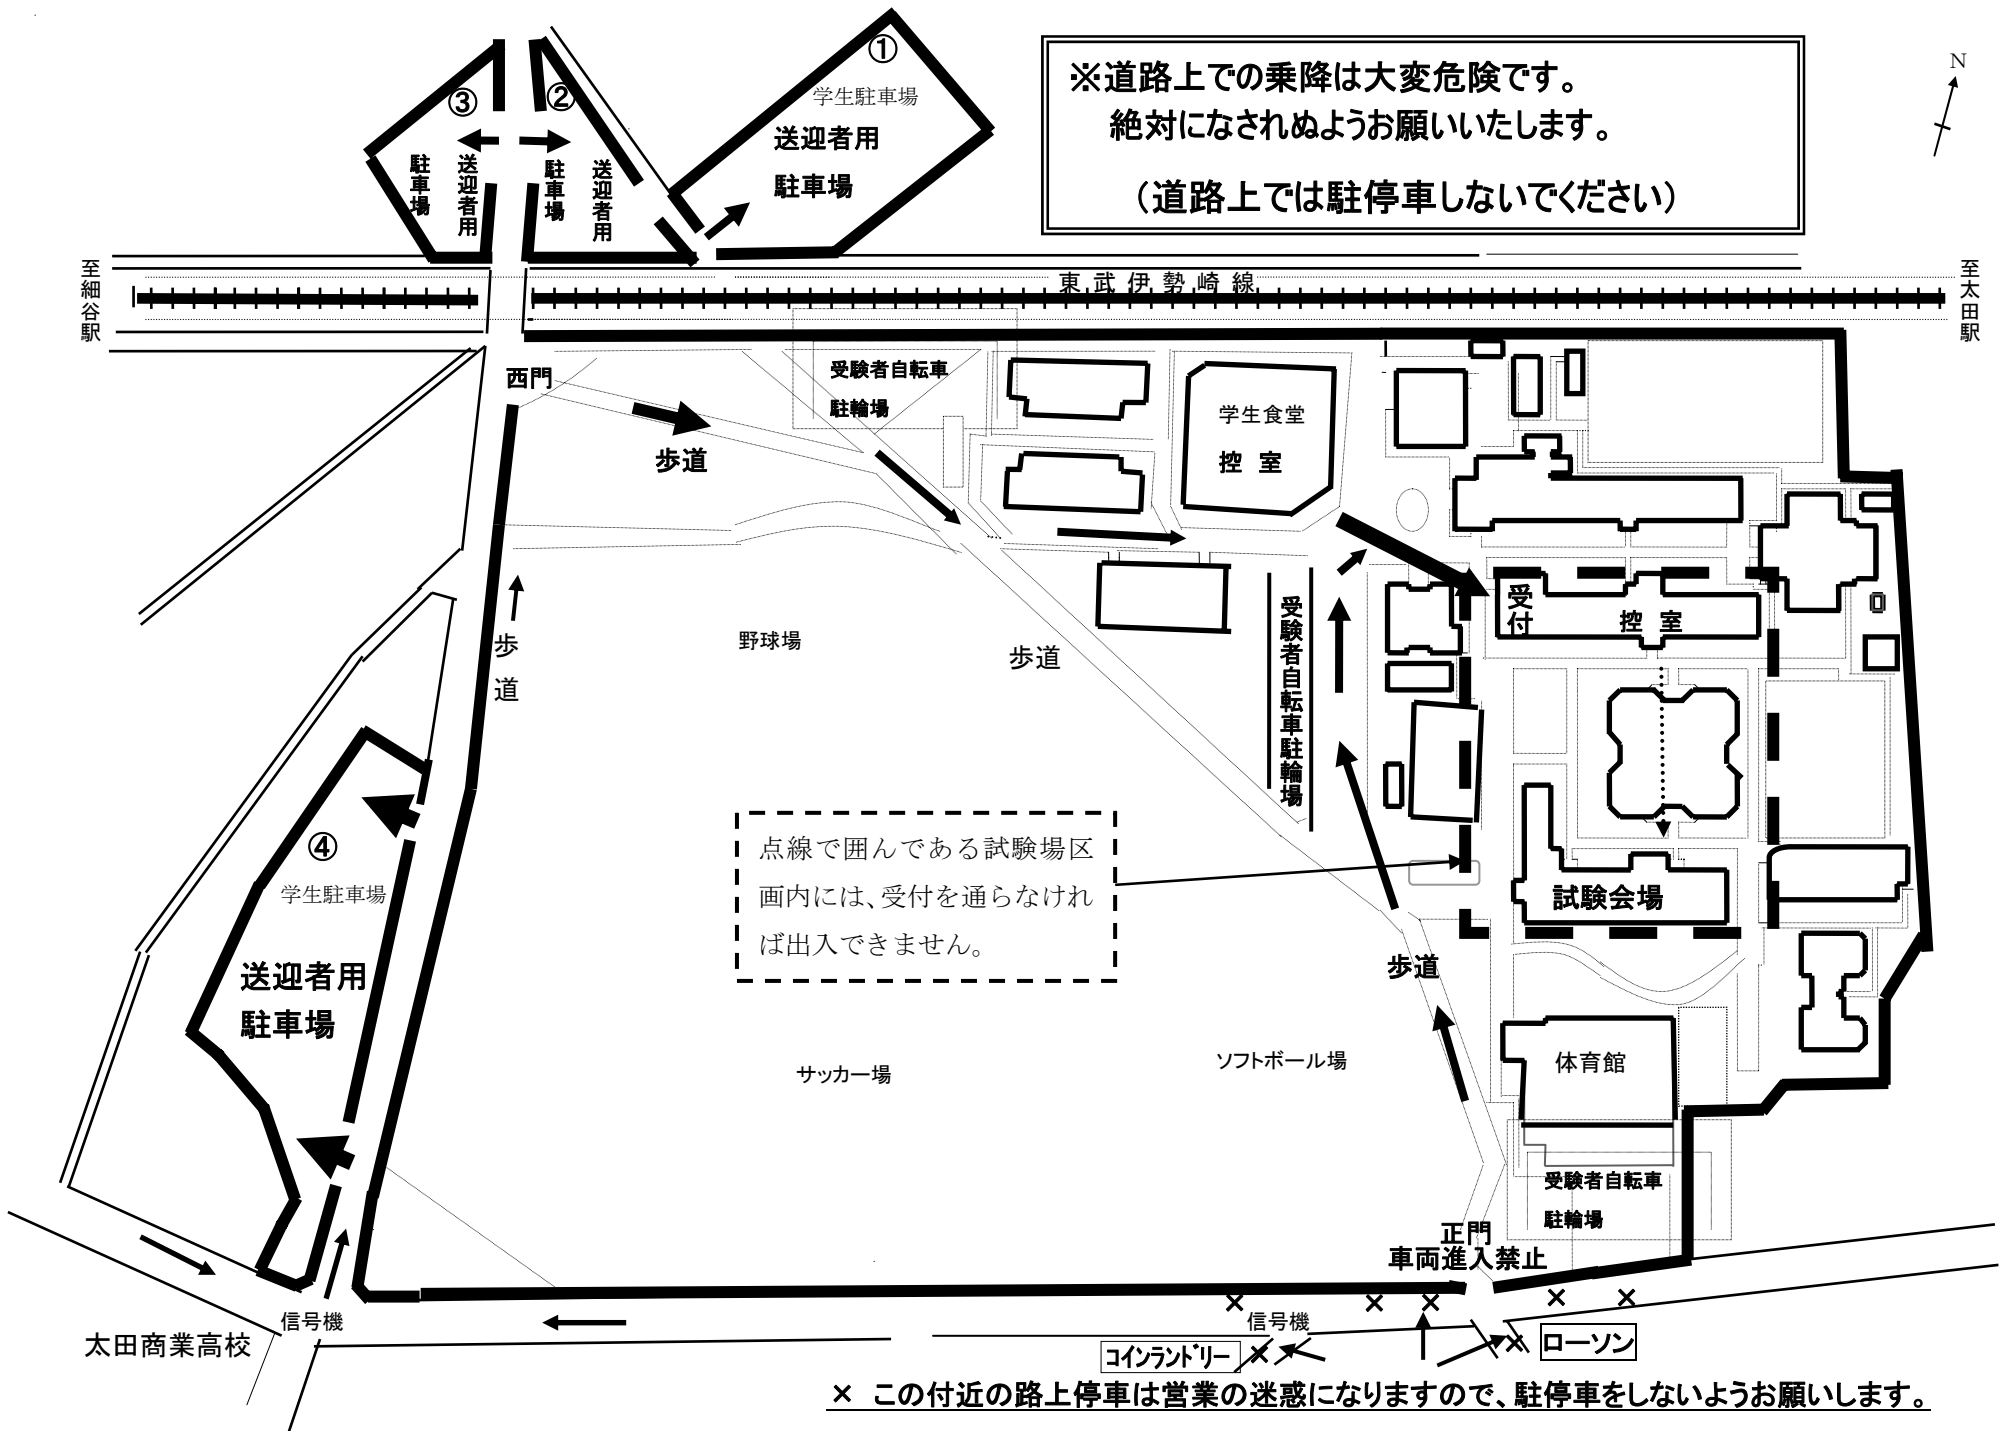 ※道路上での乗降は大変危険です。
絶対になされぬようお願いいたします。
(道路上では駐停車しないでください)
N
①
学生駐車場
送迎者用
駐車場
②
送迎者用
駐車場
③
送迎者用
駐車場
至細谷駅
東武伊勢崎線
至太田駅
西門
歩道
受験者自転車
駐輪場
学生食堂
控 室
受付
控 室
歩道
野球場
歩道
受験者自転車駐輪場
点線で囲んである試験場区
画内には、受付を通らなけれ
ば出入できません。
④
学生駐車場
送迎者用
駐車場
試験会場
歩道
サッカー場
ソフトボール場
体育館
受験者自転車
駐輪場
正門
車両進入禁止
× × × × ×
信号機
信号機
太田商業高校
コインランドリー
×
×
ローソン
× この付近の路上停車は営業の迷惑になりますので、駐停車をしないようお願いします。